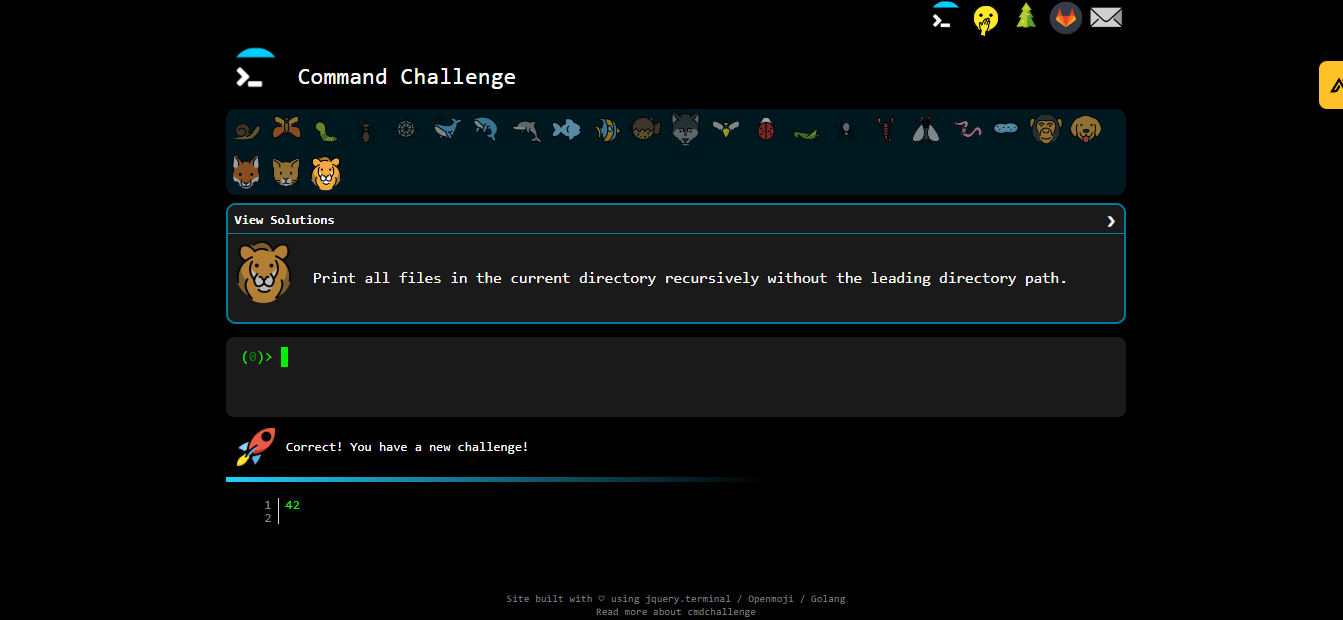 Command Challenge
View Solutions
Print all files in the current directory recursively without the leading directory path.
(0)>
Correct! You have a new challenge!
1 42
2
Site built with ♡ using jquery.terminal / Openmoji / Golang
Read more about cmdchallenge